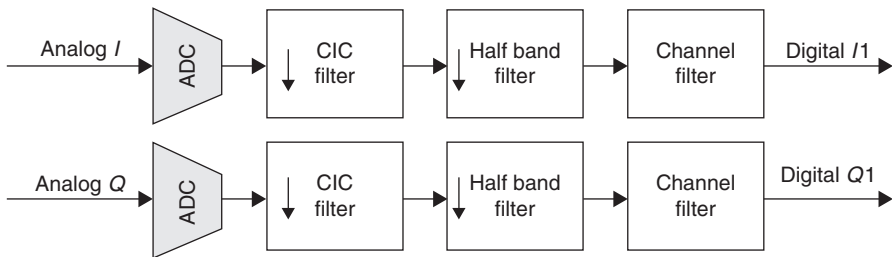 Analog I
ADC
CIC
filter
Half band
filter
Channel
filter
Digital I1
Analog Q
ADC
CIC
filter
Half band
filter
Channel
filter
Digital Q1